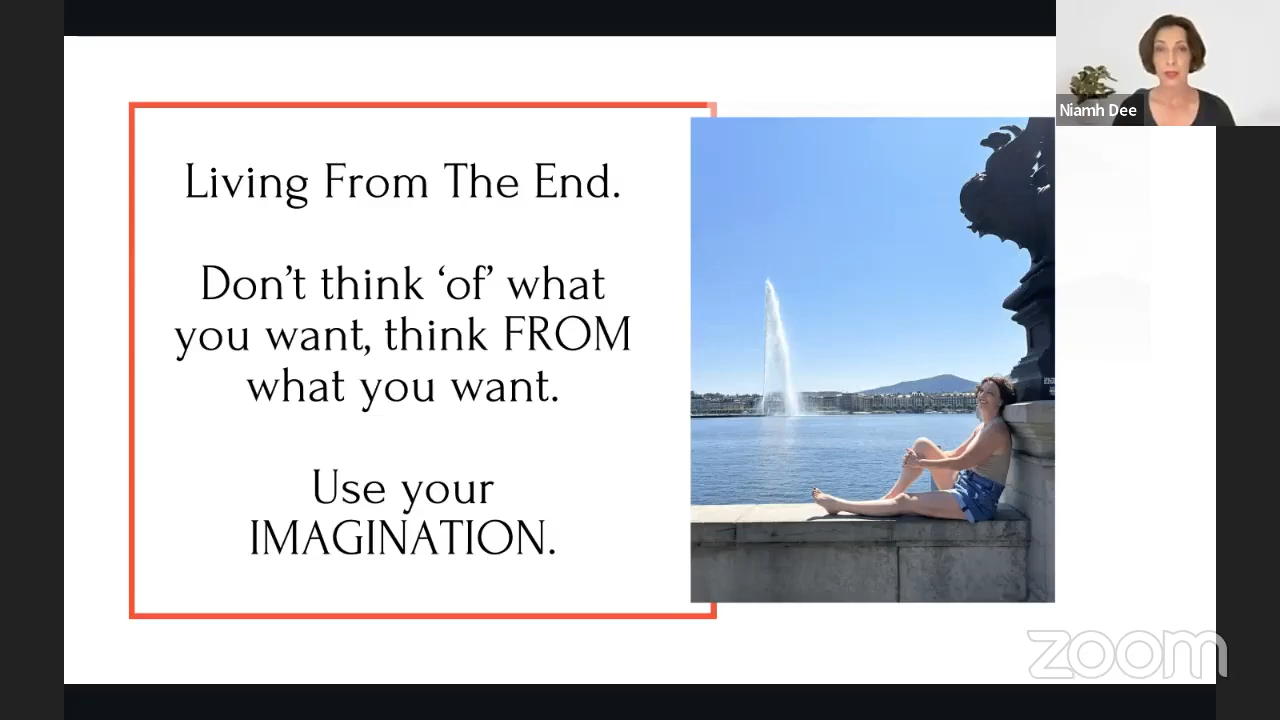 Living From The End.
Don’t think ‘of’ what
you want, think FROM
what you want.
Use your
IMAGINATION.
Niamh Dee
zoom